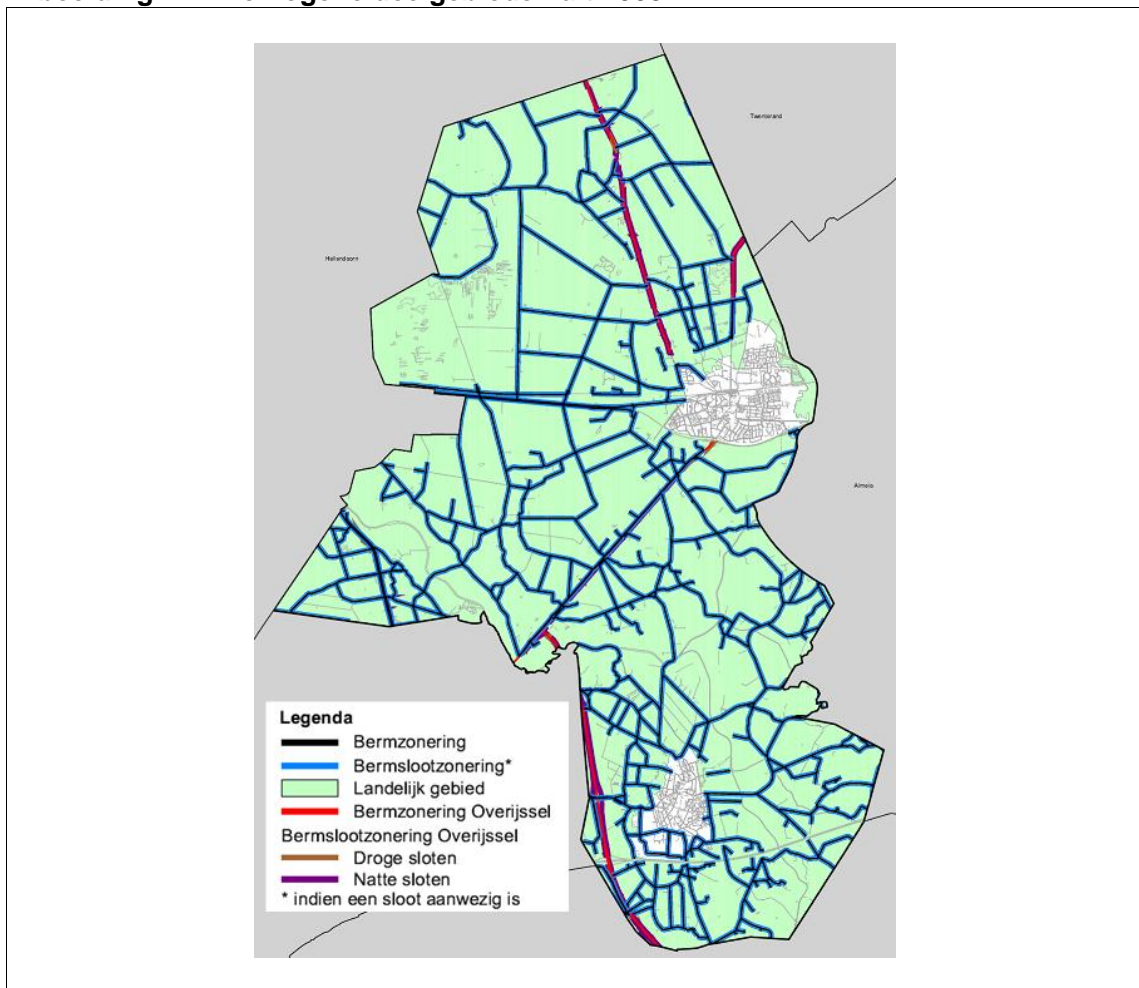 Twenterand
Hellendoorn
Almelo
Legenda
Bermzonering
Bermslootzonering*
Landelijk gebied
Bermzonering Overijssel
Bermslootzonering Overijssel
Droge sloten
Natte sloten
* indien een sloot aanwezig is